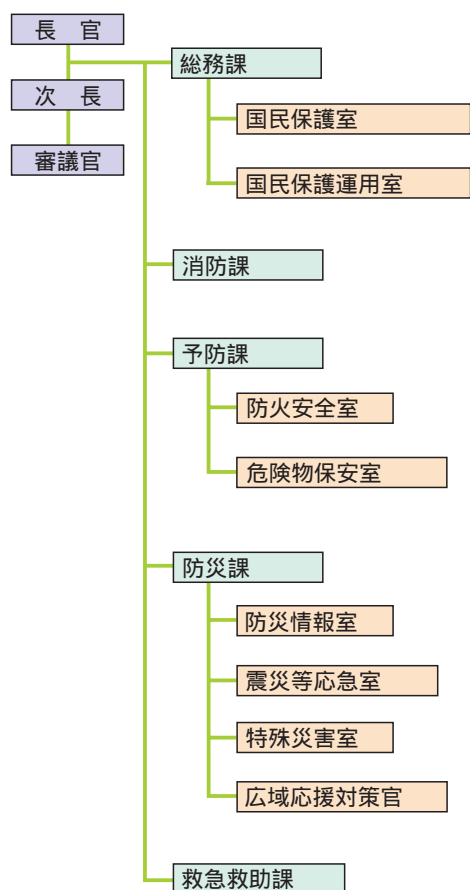 長　官
次　長
審議官
総務課
国民保護室
国民保護運用室
消防課
予防課
防火安全室
危険物保安室
防災課
防災情報室
震災等応急室
特殊災害室
広域応援対策官
救急救助課